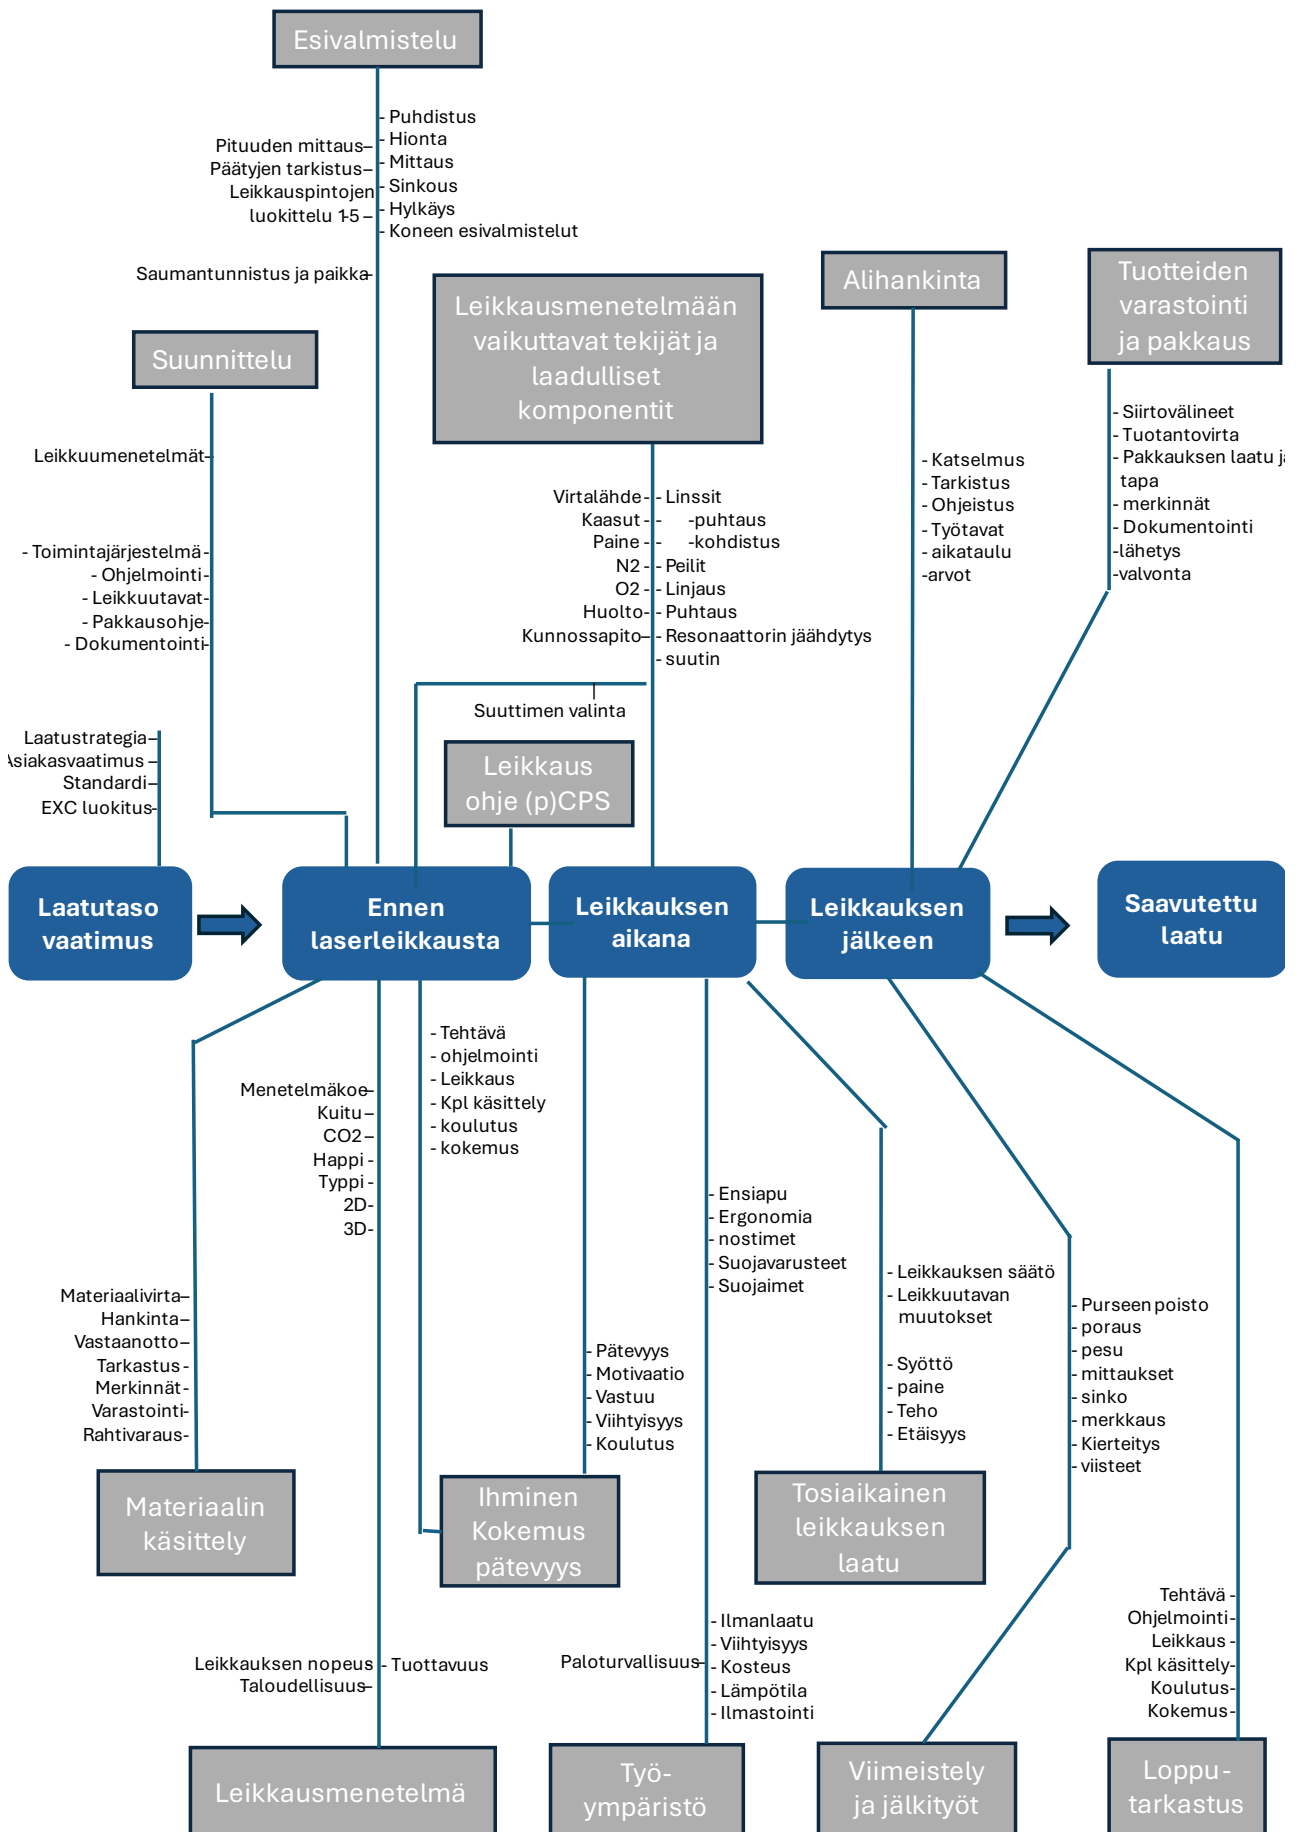 Esivalmistelu
- Puhdistus
- Hionta
- Mittaus
- Sinkous
- Hylkäys
- Koneen esivalmistelut
Pituuden mittaus-
Päätyjen tarkistus-
Leikkauspintojen
luokittelu 1-5 -
Saumantunnistus ja paikka-
Suunnittelu
Leikkuumenetelmät-
- Toimintajärjestelmä-
- Ohjelmointi-
- Leikkuutavat-
- Pakkausohje-
- Dokumentointi-
Leikkausmenetelmään
vaikuttavat tekijät ja
laadulliset
komponentit
Virtalähde-
Kaasut-
Paine-
N2-
O2-
Huolto-
Kunnossapito-
- Linssit
- -puhtaus
- -kohdistus
- Peilit
- Linjaus
- Puhtaus
- Resonaattorin jäähdytys
- suutin
Suuttimen valinta
Alihankinta
- Katselmus
- Tarkistus
- Ohjeistus
- Työtavat
- aikataulu
-arvot
Tuotteiden
varastointi
ja pakkaus
- Siirtovälineet
- Tuotantovirta
- Pakkauksen laatu ja
tapa
- merkinnät
- Dokumentointi
-lähetys
-valvonta
Laatustrategia-
Asiakasvaatimus -
Standardi-
EXC luokitus-
Leikkaus
ohje (p)CPS
Laatutaso
vaatimus
Ennen
laserleikkausta
Leikkauksen
aikana
Leikkauksen
jälkeen
Saavutettu
laatu
Materiaalivirta-
Hankinta-
Vastaanotto-
Tarkastus-
Merkinnät-
Varastointi-
Rahtivaraus-
Materiaalin
käsittely
Menetelmäkoe-
Kuitu-
CO2-
Happi-
Typpi-
2D-
3D-
Leikkauksen nopeus
Taloudellisuus-
- Tuottavuus
Leikkausmenetelmä
- Tehtävä
- ohjelmointi
- Leikkaus
- Kpl käsittely
- koulutus
- kokemus
- Pätevyys
- Motivaatio
- Vastuu
- Viihtyisyys
- Koulutus
Ihminen
Kokemus
pätevyys
- Ensiapu
- Ergonomia
- nostimet
- Suojavarusteet
- Suojaimet
Paloturvallisuus-
- Ilmanlaatu
- Viihtyisyys
- Kosteus
- Lämpötila
- Ilmastointi
Työ-
ympäristö
- Leikkauksen säätö
- Leikkuutavan
muutokset
- Syöttö
- paine
- Teho
- Etäisyys
Tosiaikainen
leikkauksen
laatu
- Purseen poisto
- poraus
- pesu
- mittaukset
- sinko
- merkkaus
- Kierteitys
- viisteet
Viimeistely
ja jälkityöt
Tehtävä -
Ohjelmointi-
Leikkaus -
Kpl käsittely-
Koulutus-
Kokemus-
Loppu-
tarkastus